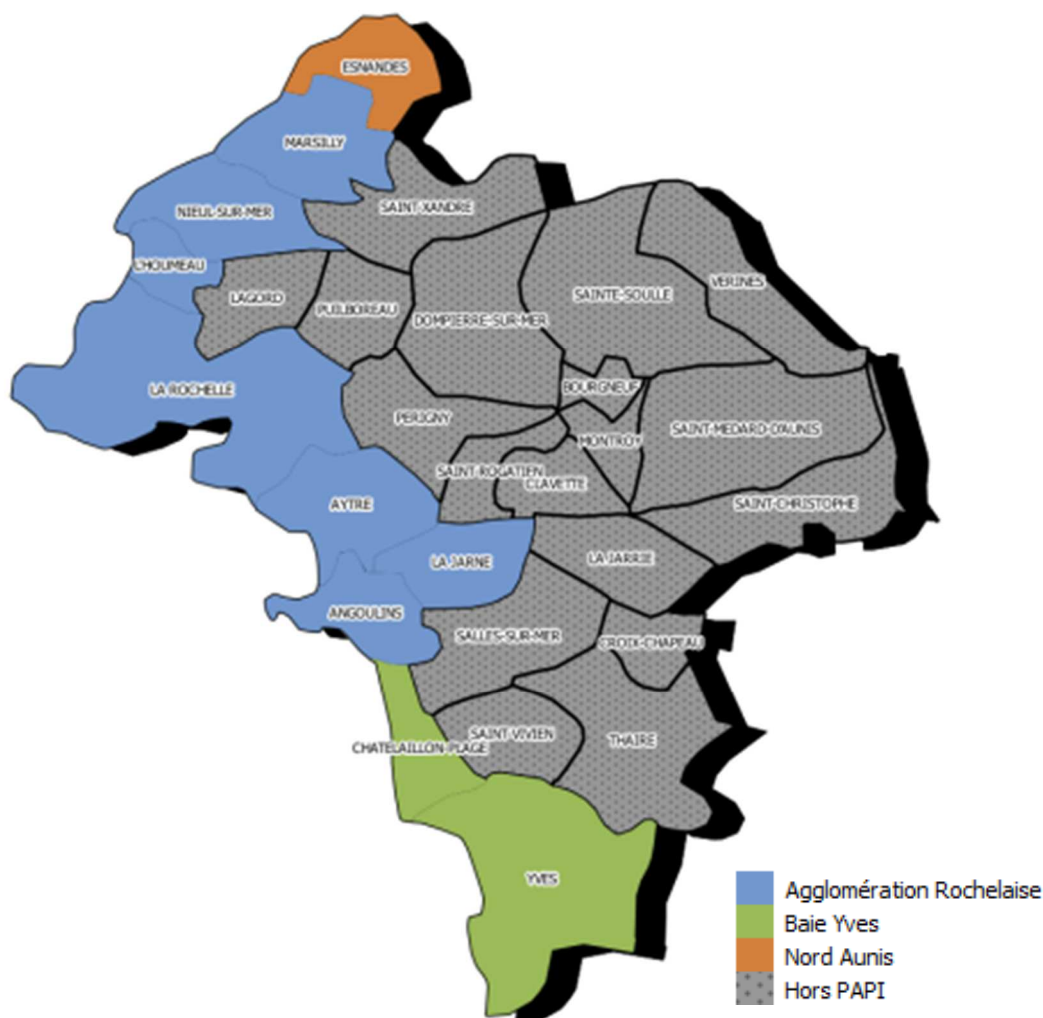 ESNANDES
MARSILLY
SAINT-XANDRE
NIEUL-SUR-MER
L'HOUMEAU
LAGORD
PUILBOREAU
DOMPIERRE-SUR-MER
SAINTE-SOULLE
VERINES
LA ROCHELLE
BOURGNEUF
PERIGNY
MONTROY
SAINT-MEDARD-D'AUNIS
SAINT-ROGATIEN
CLAVETTE
AYTRE
SAINT-CHRISTOPHE
LA JARNE
LA JARRIE
ANGOULINS
SALLES-SUR-MER
CROIX-CHAPEAU
CHATELAILLON-PLAGE
SAINT-VIVIEN
THAIRE
YVES
Agglomération Rochelaise
Baie Yves
Nord Aunis
Hors PAPI